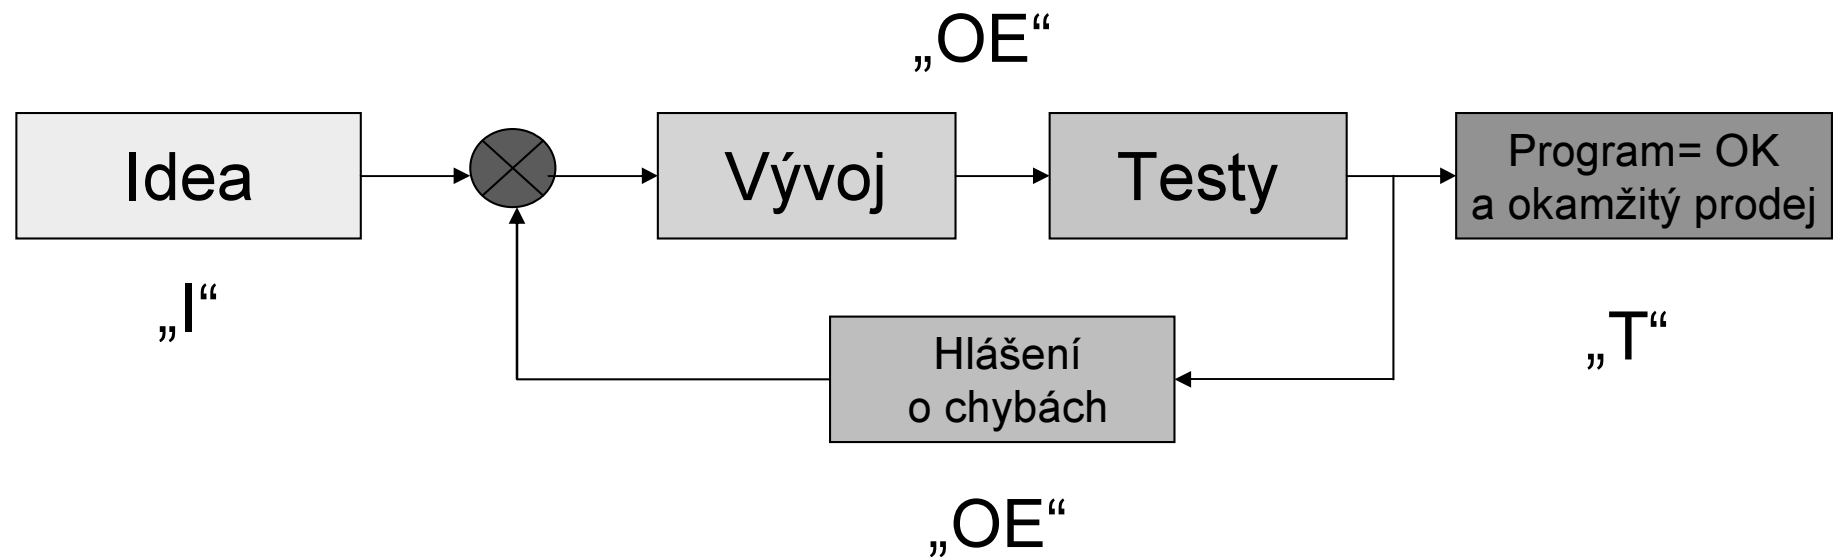 „OE“
Idea
Vývoj
Testy
Program= OK
a okamžitý prodej
„I“
„T“
Hlášení
o chybách
„OE“